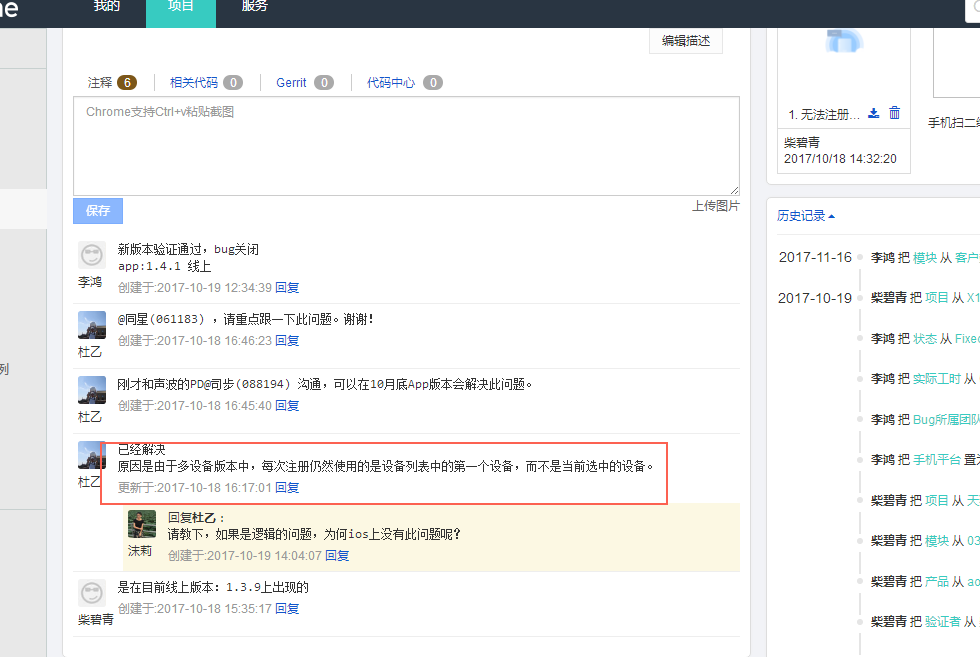 ne
我的
项目
服务
编辑描述
注释 6
相关代码 0
Gerrit 0
代码中心 0
Chrome支持Ctrl+v粘贴截图
保存
上传图片
新版本验证通过，bug关闭
app:1.4.1 线上
李鸿
创建于:2017-10-19 12:34:39 回复
@同星(061183) ，请重点跟一下此问题。谢谢！
创建于:2017-10-18 16:46:23 回复
杜乙
刚才和声波的PD@司步(088194) 沟通，可以在10月底App版本会解决此问题。
创建于:2017-10-18 16:45:40 回复
杜乙
已经解决
原因是由于多设备版本中，每次注册仍然使用的是设备列表中的第一个设备，而不是当前选中的设备。
杜乙
更新于:2017-10-18 16:17:01 回复
回复杜乙：
请教下，如果是逻辑的问题，为何ios上没有此问题呢？
沫莉
创建于:2017-10-19 14:04:07 回复
是在目前线上版本：1.3.9上出现的
创建于:2017-10-18 15:35:17 回复
柴碧青
列
1. 无法注册...
柴碧青
2017/10/18 14:32:20
手机扫二
历史记录
2017-11-16 李鸿 把 模块 从 客户
2017-10-19 柴碧青 把 项目 从 X1
李鸿 把 状态 从 Fixed
李鸿 把 实际工时 从
李鸿 把 Bug所属团队
李鸿 把 手机平台 置为
柴碧青 把 项目 从 天
柴碧青 把 模块 从 03
柴碧青 把 产品 从 ao
柴碧青 把 验证者 从